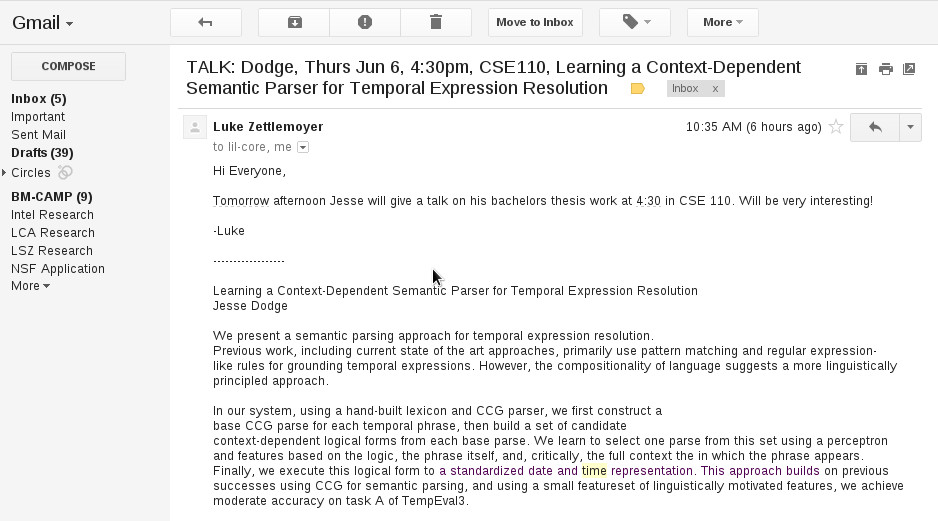 Gmail
Move to Inbox
More
COMPOSE
Inbox (5)
Important
Sent Mail
Drafts (39)
Circles
BM-CAMP (9)
Intel Research
LCA Research
LSZ Research
NSF Application
More
TALK: Dodge, Thurs Jun 6, 4:30pm, CSE110, Learning a Context-Dependent
Semantic Parser for Temporal Expression Resolution
Inbox x
Luke Zettlemoyer
10:35 AM (6 hours ago)
to lil-core, me
Hi Everyone,
Tomorrow afternoon Jesse will give a talk on his bachelors thesis work at 4:30 in CSE 110. Will be very interesting!
-Luke
------------------
Learning a Context-Dependent Semantic Parser for Temporal Expression Resolution
Jesse Dodge
We present a semantic parsing approach for temporal expression resolution.
Previous work, including current state of the art approaches, primarily use pattern matching and regular expression-
like rules for grounding temporal expressions. However, the compositionality of language suggests a more linguistically
principled approach.
In our system, using a hand-built lexicon and CCG parser, we first construct a
base CCG parse for each temporal phrase, then build a set of candidate
context-dependent logical forms from each base parse. We learn to select one parse from this set using a perceptron
and features based on the logic, the phrase itself, and, critically, the full context the in which the phrase appears.
Finally, we execute this logical form to a standardized date and time representation. This approach builds on previous
successes using CCG for semantic parsing, and using a small featureset of linguistically motivated features, we achieve
moderate accuracy on task A of TempEval3.